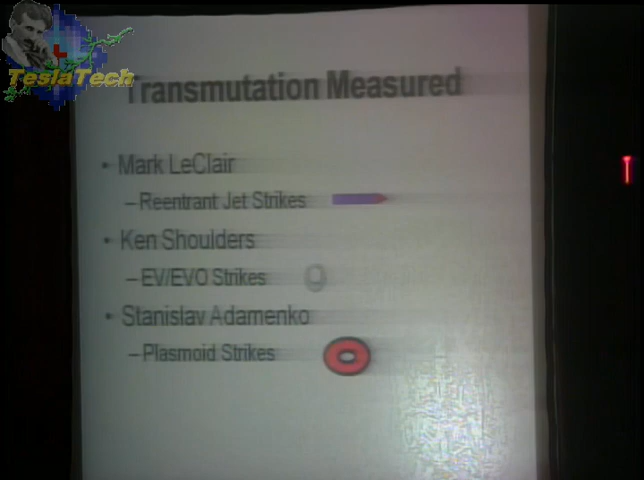 TeslaTech
Transmutation Measured
• Mark LeClair
–Reentrant Jet Strikes
• Ken Shoulders
–EV/EVO Strikes
• Stanislav Adamenko
–Plasmoid Strikes